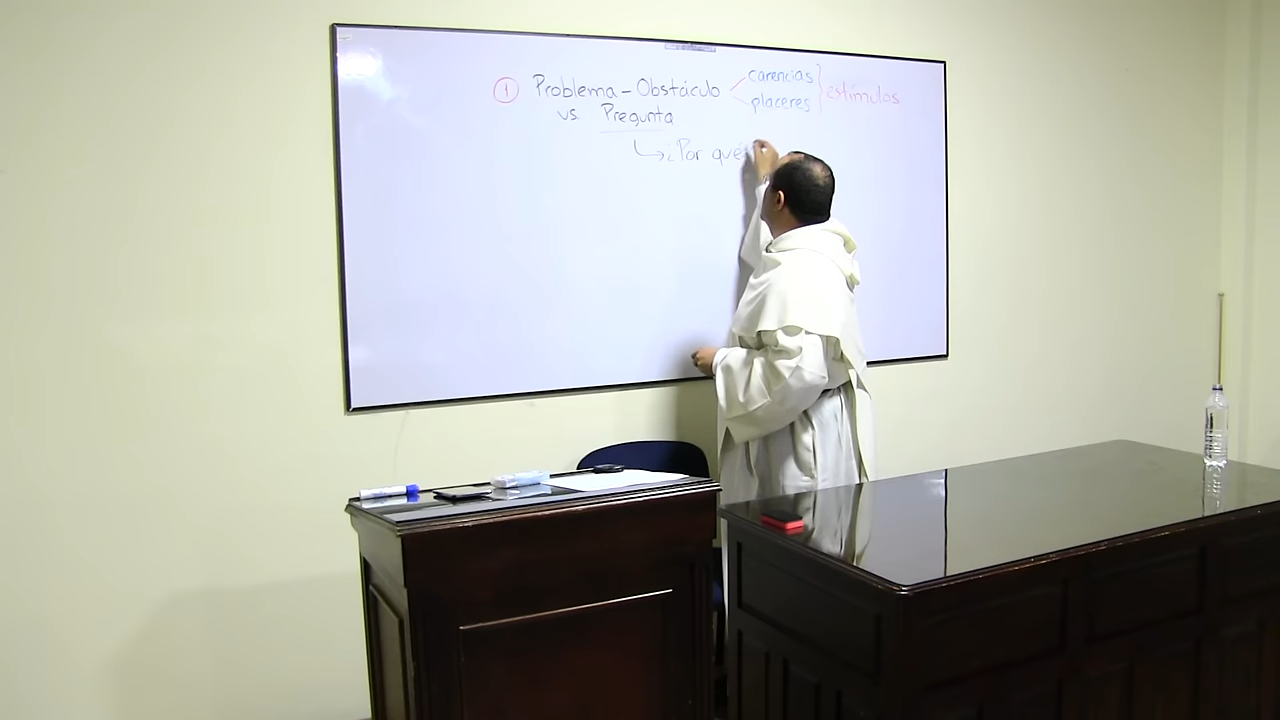 ① Problema - Obstáculo carencias placeres } estímulos
vs. Pregunta
↳ ¿Por qué